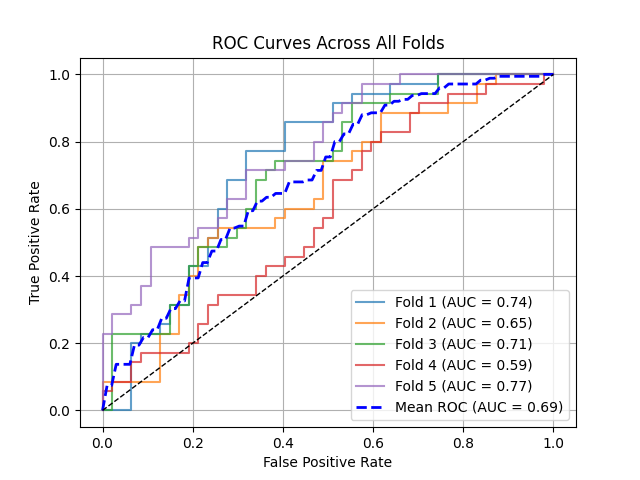 ROC Curves Across All Folds
True Positive Rate
1.0
0.8
0.6
0.4
0.2
0.0
Fold 1 (AUC = 0.74)
Fold 2 (AUC = 0.65)
Fold 3 (AUC = 0.71)
Fold 4 (AUC = 0.59)
Fold 5 (AUC = 0.77)
Mean ROC (AUC = 0.69)
0.0 0.2 0.4 0.6 0.8 1.0
False Positive Rate